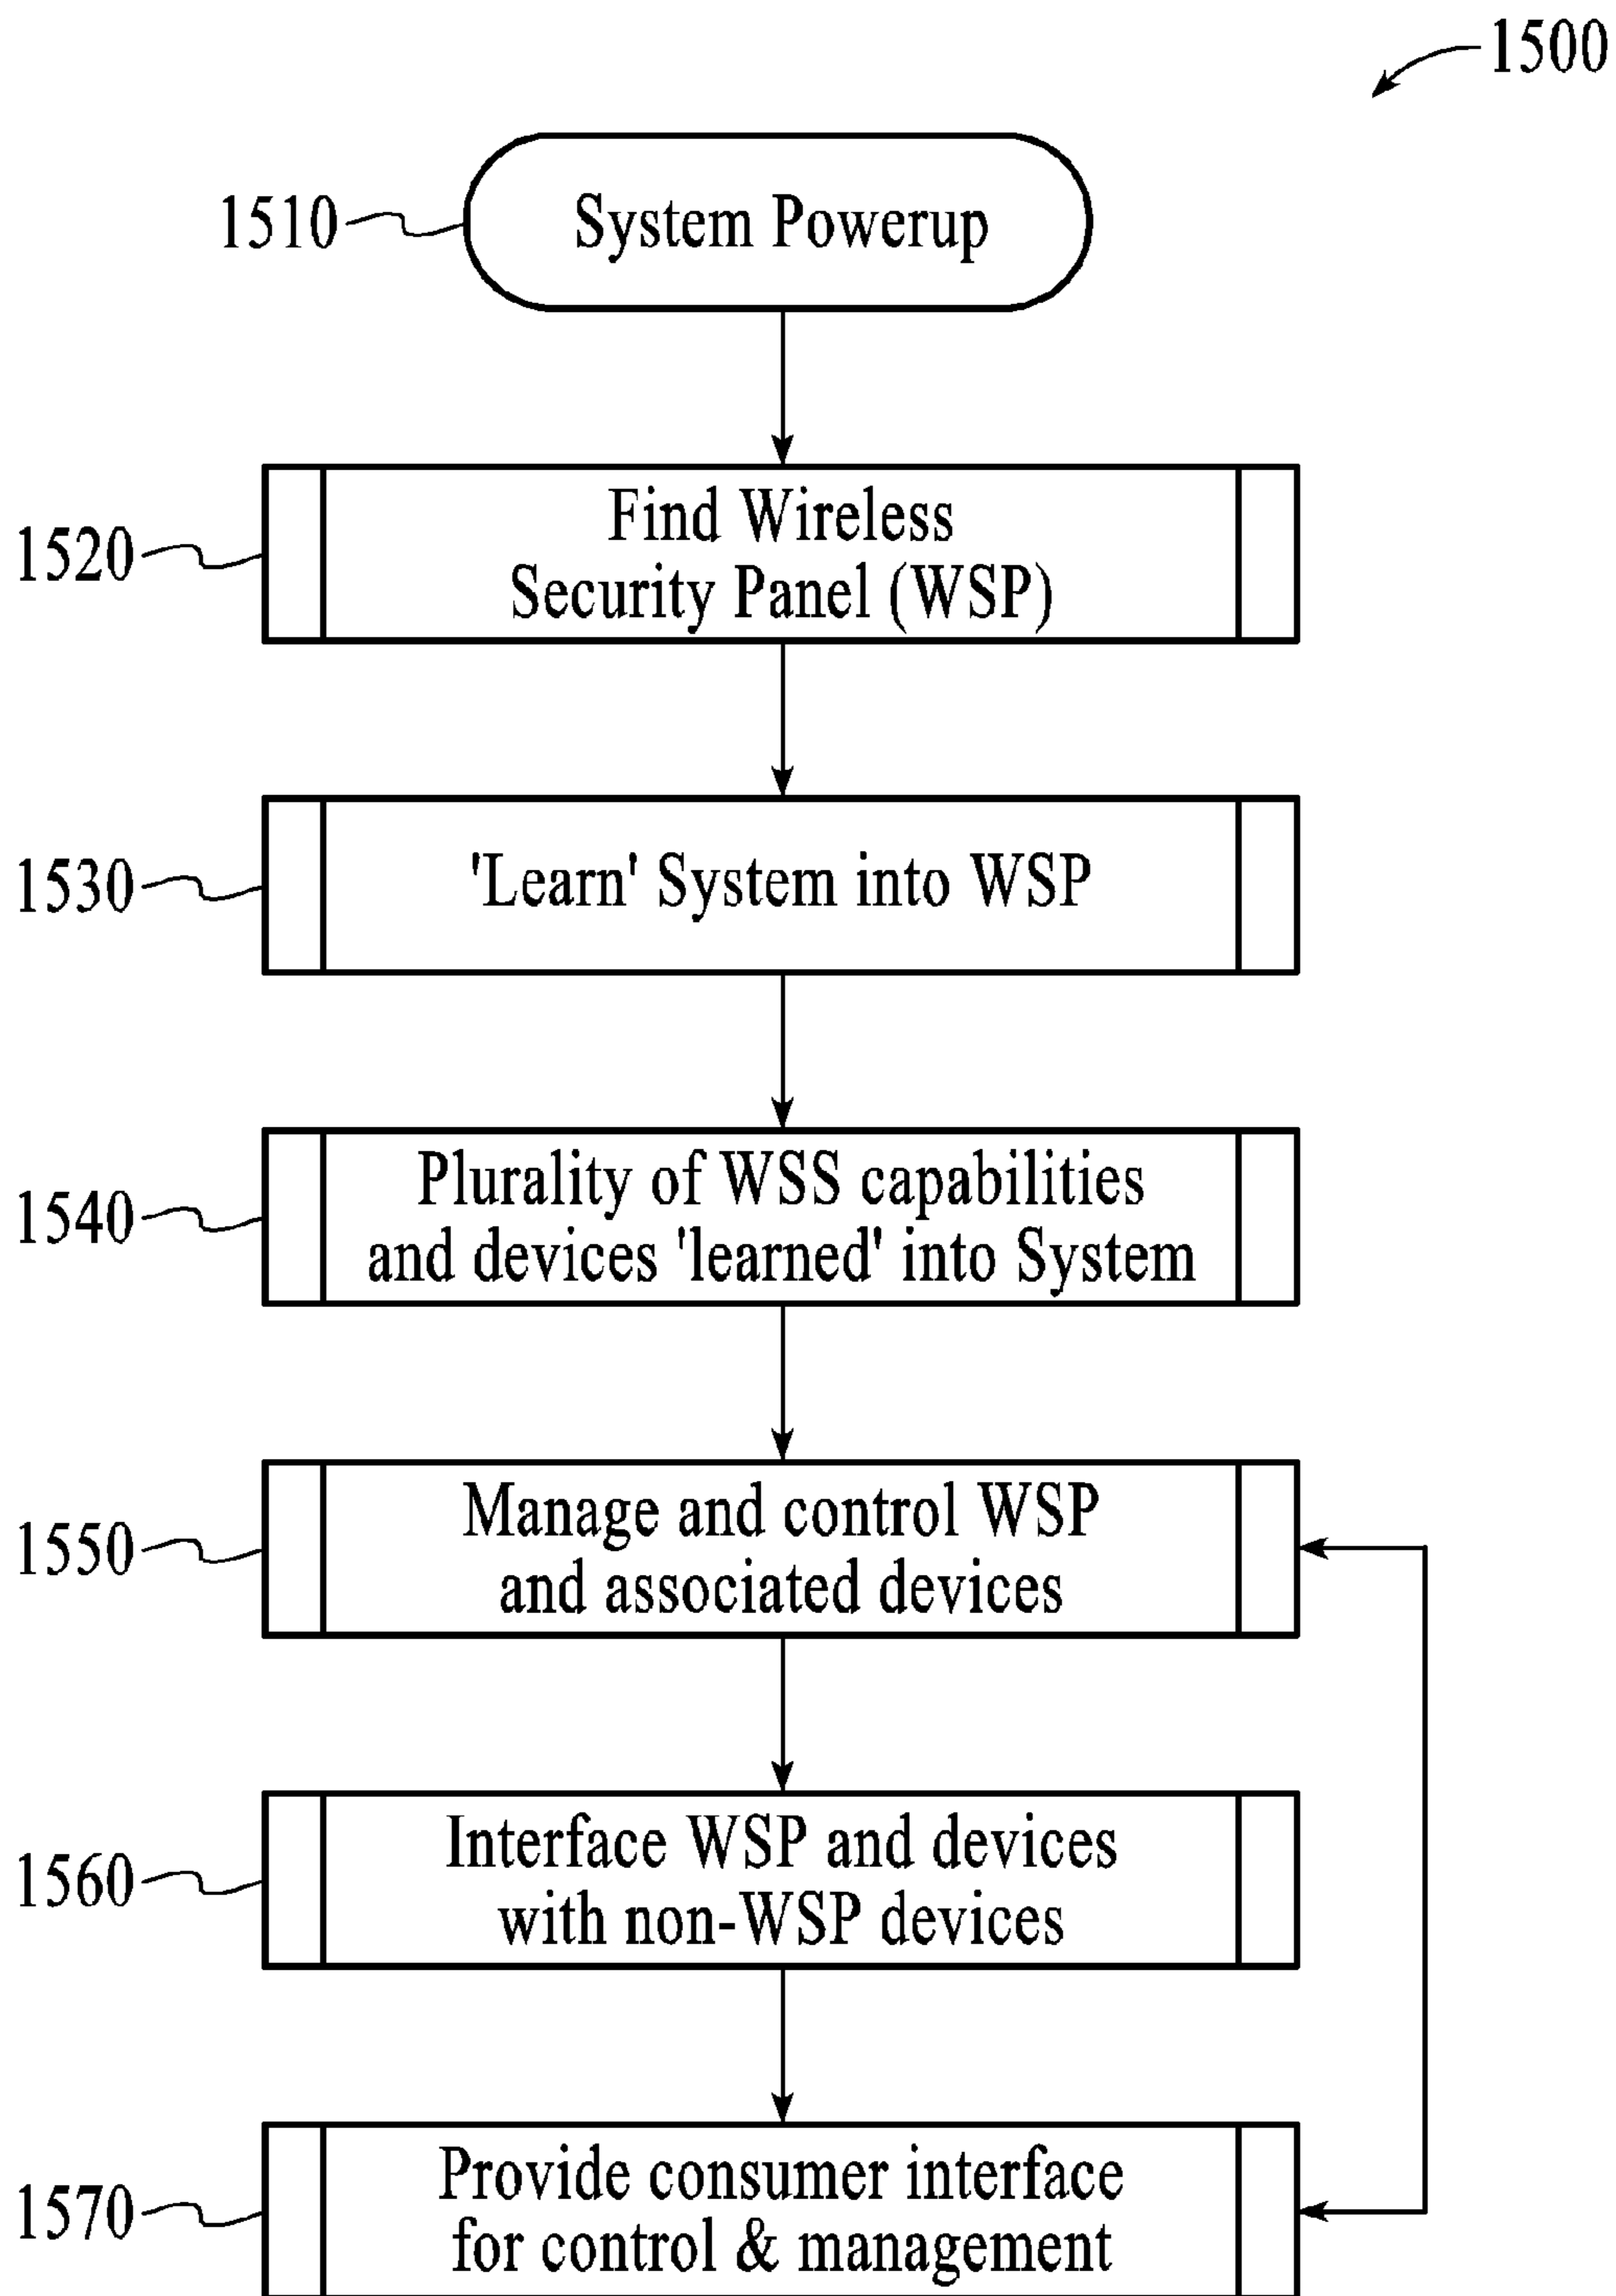 1500
1510
System Powerup
1520
Find Wireless
Security Panel (WSP)
1530
'Learn' System into WSP
1540
Plurality of WSS capabilities
and devices 'learned' into System
1550
Manage and control WSP
and associated devices
1560
Interface WSP and devices
with non-WSP devices
1570
Provide consumer interface
for control & management